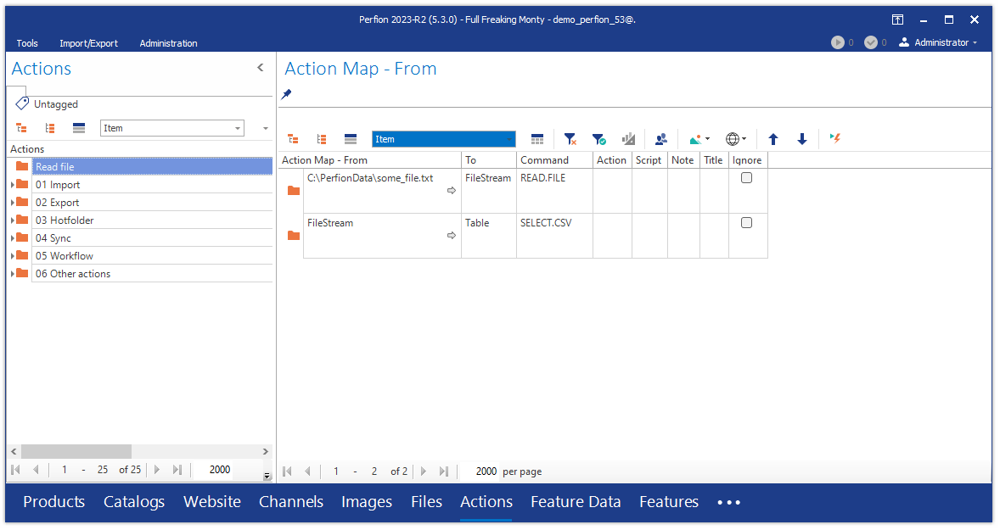 Perfion 2023-R2 (5.3.0) - Full Freaking Monty - demo_perfion_53@.
Tools Import/Export Administration 0 0 Administrator
Actions
Untagged
Item
Actions
Read file
01 Import
02 Export
03 Hotfolder
04 Sync
05 Workflow
06 Other actions
1 - 25 of 25 2000
Action Map - From
Item
Action Map - From To Command Action Script Note Title Ignore
C:\PerfionData\some_file.txt FileStream READ.FILE
FileStream Table SELECT.CSV
1 - 2 of 2 2000 per page
Products Catalogs Website Channels Images Files Actions Feature Data Features